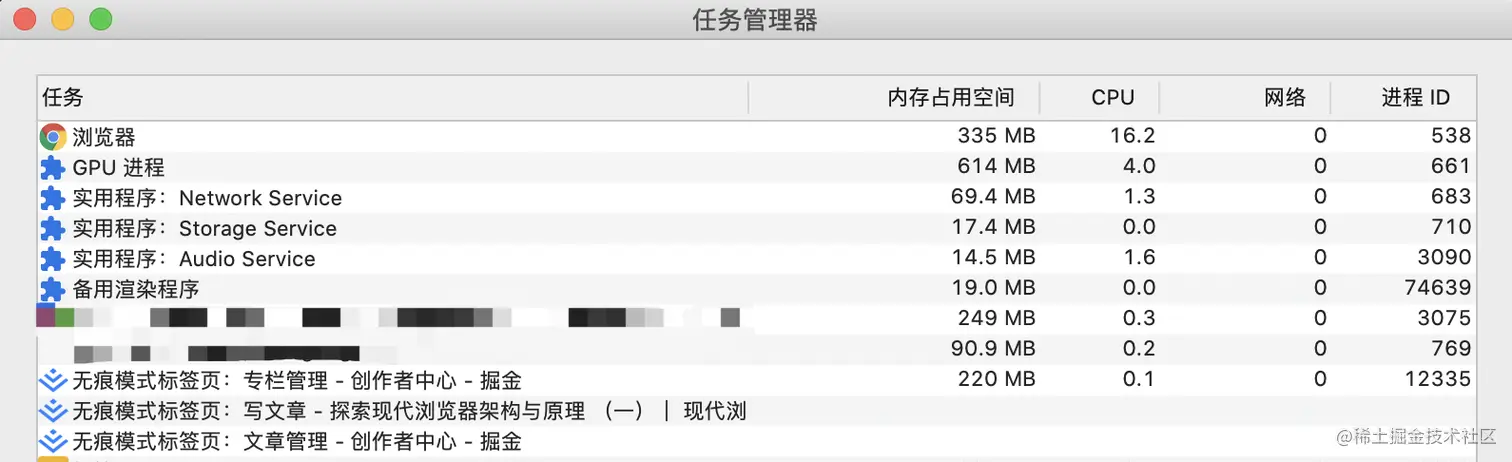 任务管理器
任务 内存占用空间 CPU 网络 进程 ID
浏览器 335 MB 16.2 0 538
GPU 进程 614 MB 4.0 0 661
实用程序：Network Service 69.4 MB 1.3 0 683
实用程序：Storage Service 17.4 MB 0.0 0 710
实用程序：Audio Service 14.5 MB 1.6 0 3090
备用渲染程序 19.0 MB 0.0 0 74639
249 MB 0.3 0 3075
90.9 MB 0.2 0 769
无痕模式标签页：专栏管理 - 创作者中心 - 掘金 220 MB 0.1 0 12335
无痕模式标签页：写文章 - 探索现代浏览器架构与原理 （一） | 现代浏
无痕模式标签页：文章管理 - 创作者中心 - 掘金
@稀土掘金技术社区